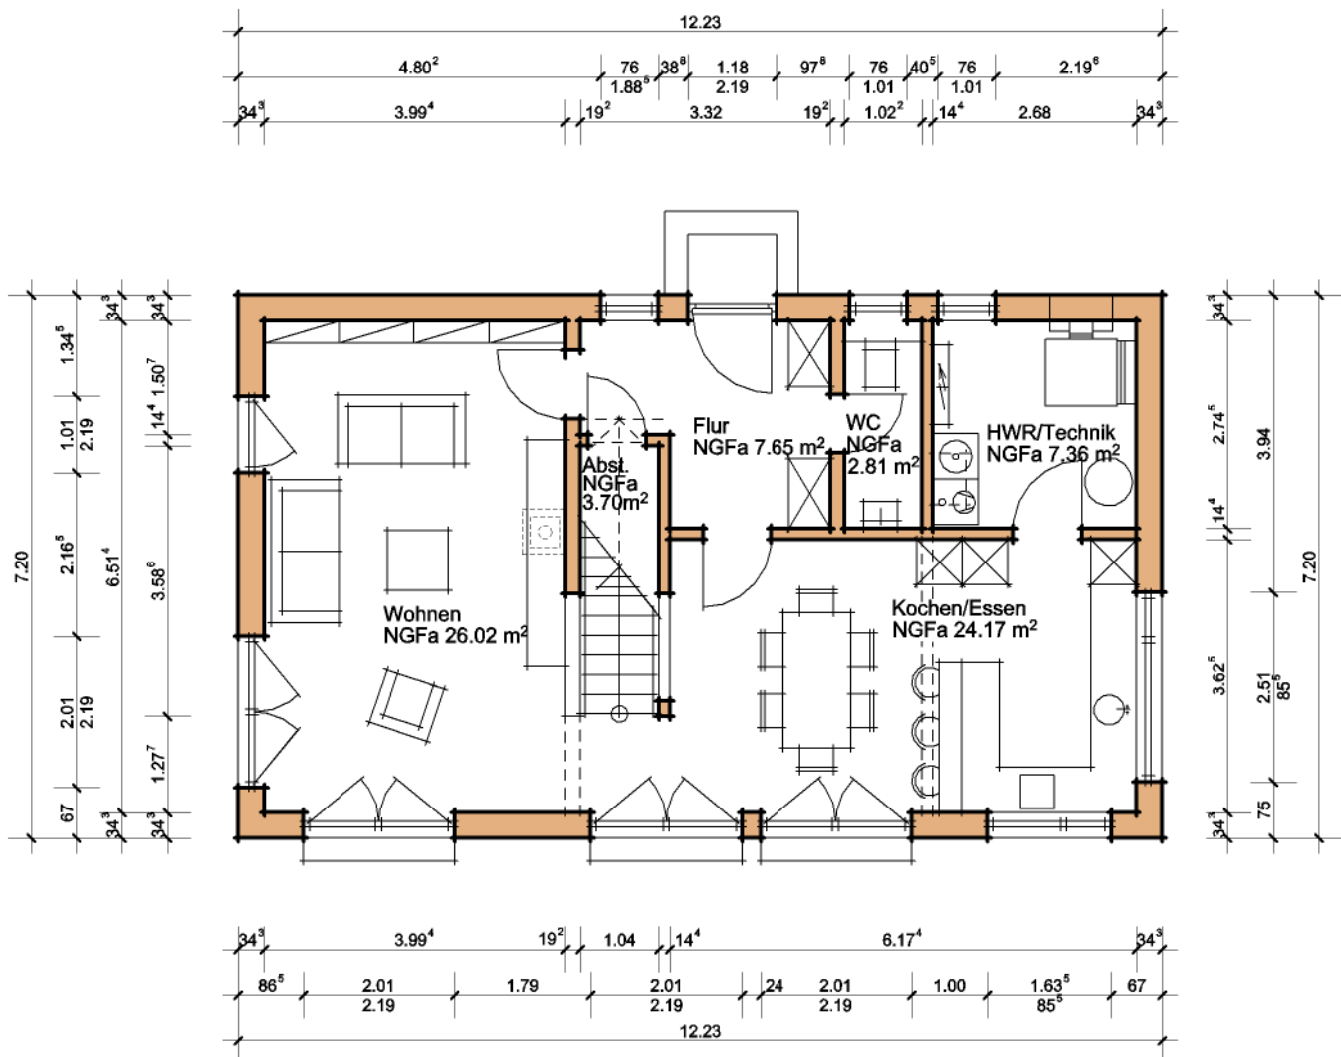 12.23
4.80² 76 38⁸ 1.18 97⁸ 76 40⁵ 76 2.19⁶
1.88⁵ 2.19 1.01 1.01
34³ 3.99⁴ 19² 3.32 19² 1.02² 14⁴ 2.68 34³
7.20
34³ 6.51⁴ 34³
1.34⁵ 1.01 2.16⁵ 2.01 67
2.19 2.19
34³ 1.50⁷ 14⁴ 3.58⁶ 1.27⁷ 34³
Flur
NGFa 7.65 m²
WC
NGFa
2.81 m²
HWR/Technik
NGFa 7.36 m²
Abst.
NGFa
3.70m²
Wohnen
NGFa 26.02 m²
Kochen/Essen
NGFa 24.17 m²
34³ 2.74⁵ 14⁴ 3.62⁵ 34³
3.94 2.51 75
85⁵
7.20
34³ 3.99⁴ 19² 1.04 14⁴ 6.17⁴ 34³
86⁵ 2.01 1.79 2.01 24 2.01 1.00 1.63⁵ 67
2.19 2.19 2.19 85⁵
12.23